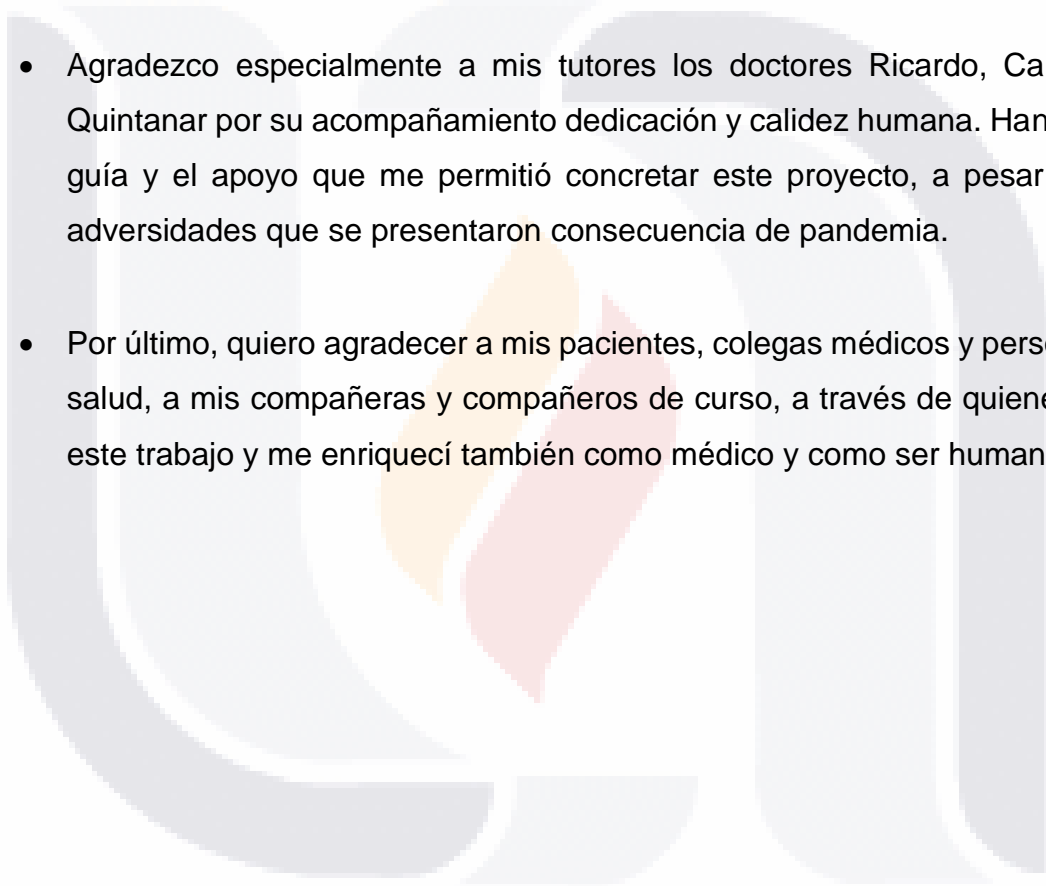 • Agradezco especialmente a mis tutores los doctores Ricardo, Ca
Quintanar por su acompañamiento dedicación y calidez humana. Han
guía y el apoyo que me permitió concretar este proyecto, a pesar
adversidades que se presentaron consecuencia de pandemia.
• Por último, quiero agradecer a mis pacientes, colegas médicos y pers
salud, a mis compañeras y compañeros de curso, a través de quien
este trabajo y me enriquecí también como médico y como ser human